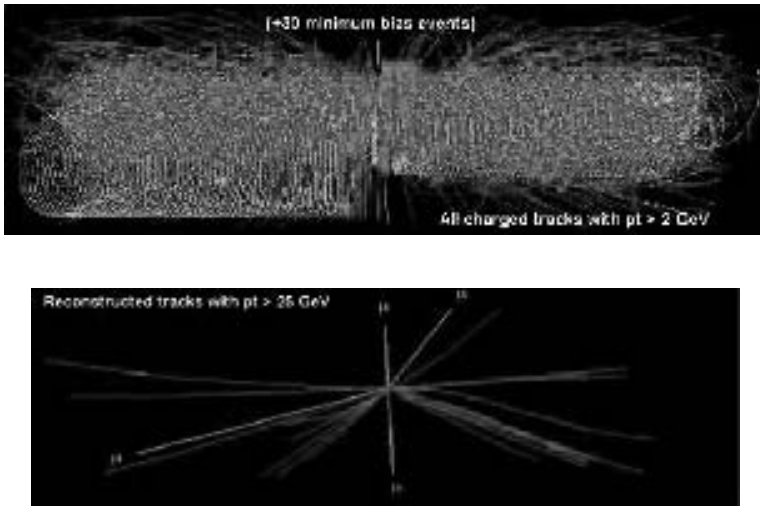 (+30 minimum bias events)
All charged tracks with pt > 2 GeV
Reconstructed tracks with pt > 25 GeV